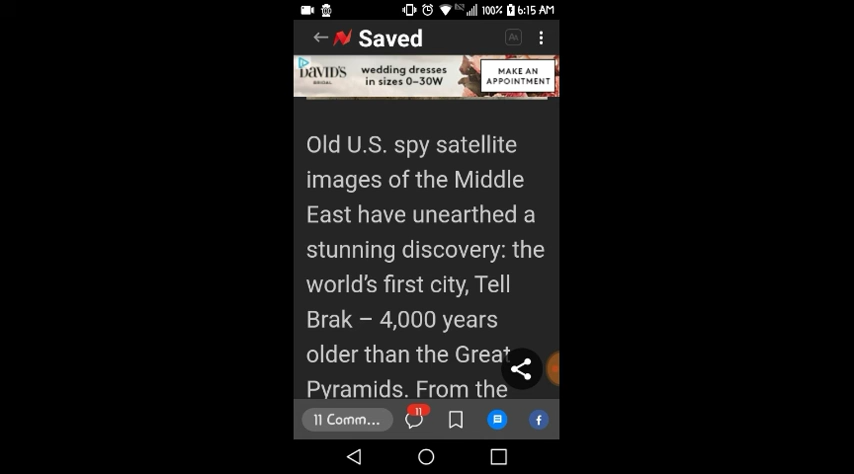 100% 6:15 AM
Saved
Aa
DAVID'S
BRIDAL
wedding dresses
in sizes 0–30W
MAKE AN
APPOINTMENT
Old U.S. spy satellite
images of the Middle
East have unearthed a
stunning discovery: the
world's first city, Tell
Brak – 4,000 years
older than the Great
Pyramids. From the
11 Comm...
11
f